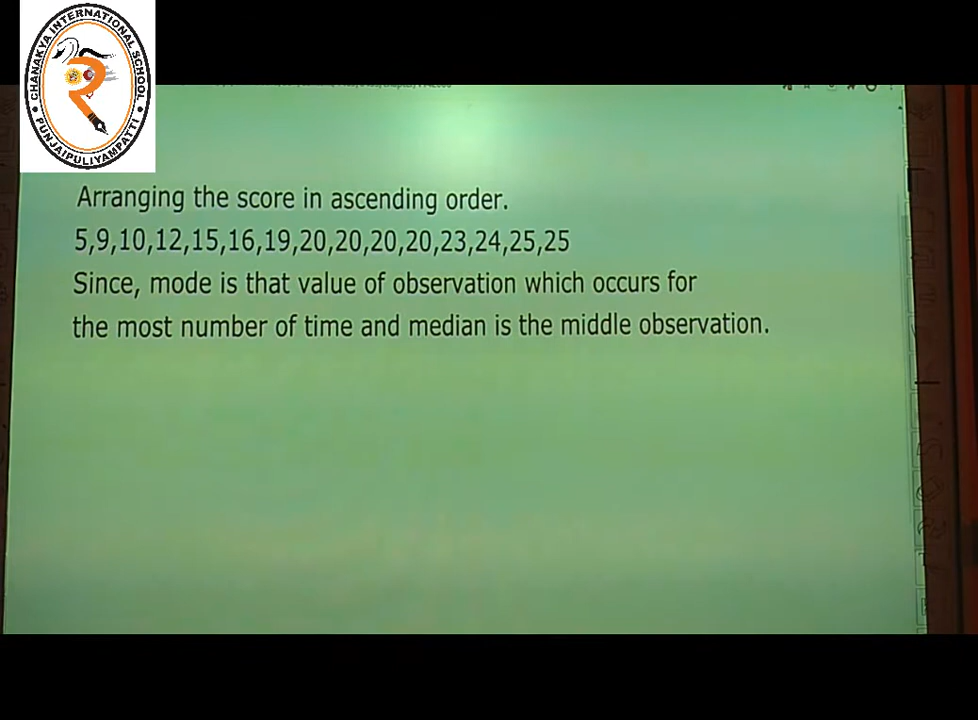 CHANAKYA INTERNATIONAL SCHOOL
PUNJAIPULIYAMPATTI
Arranging the score in ascending order.
5,9,10,12,15,16,19,20,20,20,20,23,24,25,25
Since, mode is that value of observation which occurs for
the most number of time and median is the middle observation.